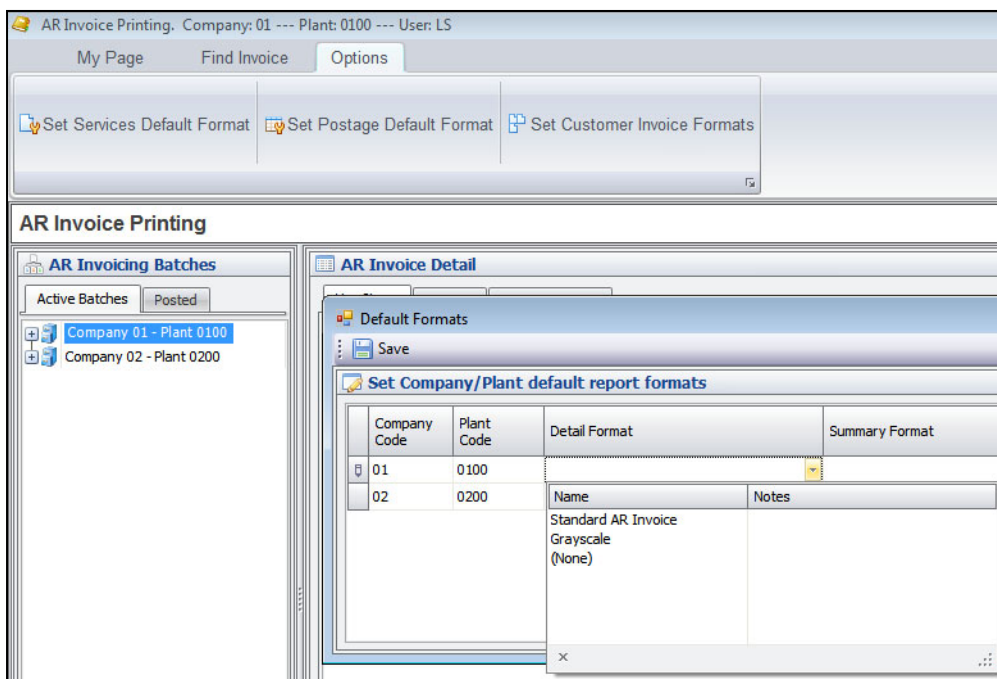 AR Invoice Printing. Company: 01 --- Plant: 0100 --- User: LS
My Page Find Invoice Options
Set Services Default Format Set Postage Default Format Set Customer Invoice Formats
AR Invoice Printing
AR Invoicing Batches
Active Batches Posted
Company 01 - Plant 0100
Company 02 - Plant 0200
AR Invoice Detail
Default Formats
Save
Set Company/Plant default report formats
Company Code Plant Code Detail Format Summary Format
01 0100
02 0200
Name Notes
Standard AR Invoice
Grayscale
(None)